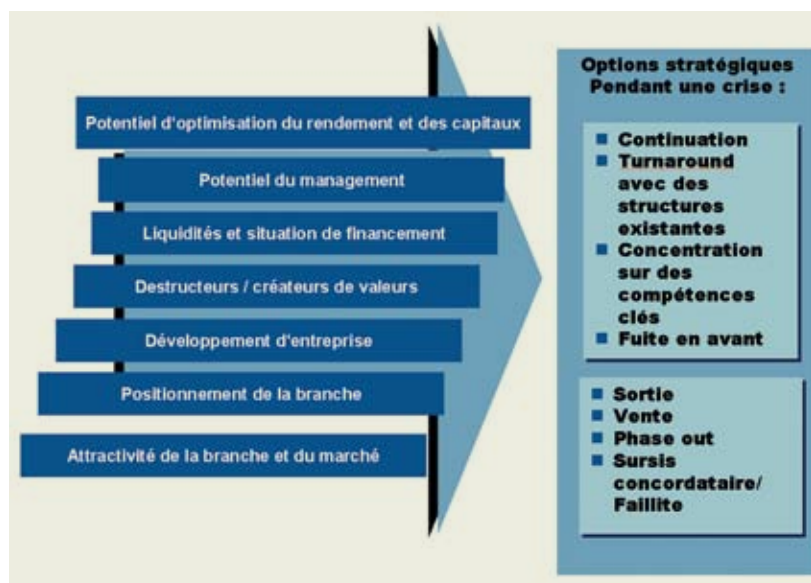 Potentiel d'optimisation du rendement et des capitaux
Potentiel du management
Liquidités et situation de financement
Destructeurs / créateurs de valeurs
Développement d'entreprise
Positionnement de la branche
Attractivité de la branche et du marché
Options stratégiques
Pendant une crise :
Continuation
Turnaround
avec des
structures
existantes
Concentration
sur des
compétences
clés
Fuite en avant
Sortie
Vente
Phase out
Sursis
concordataire/
Faillite